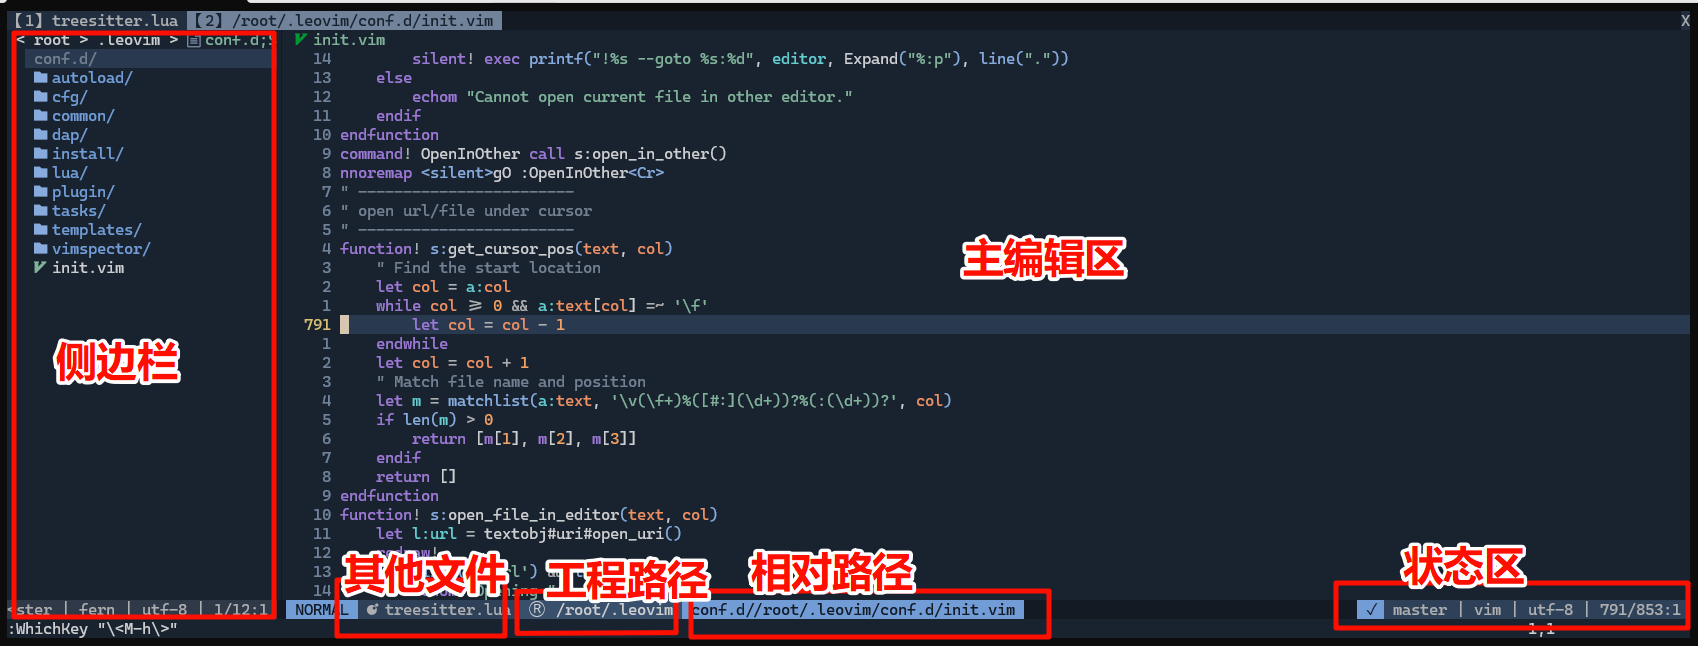 【1】treesitter.lua 【2】/root/.leovim/conf.d/init.vim X
< root > .leovim > conf.d;
conf.d/
autoload/
cfg/
common/
dap/
install/
lua/
plugin/
tasks/
templates/
vimspector/
init.vim
侧边栏
init.vim
14 silent! exec printf("!%s --goto %s:%d", editor, Expand("%:p"), line("."))
13 else
12 echom "Cannot open current file in other editor."
11 endif
10 endfunction
9 command! OpenInOther call s:open_in_other()
8 nnoremap <silent>gO :OpenInOther<Cr>
7 " ------------------------
6 " open url/file under cursor
5 " ------------------------
4 function! s:get_cursor_pos(text, col)
3 " Find the start location
2 let col = a:col
1 while col >= 0 && a:text[col] =~ '\f'
791 let col = col - 1
1 endwhile
2 let col = col + 1
3 " Match file name and position
4 let m = matchlist(a:text, '\v(\f+)%([#:](\d+))?%(:(\d+))?', col)
5 if len(m) > 0
6 return [m[1], m[2], m[3]]
7 endif
8 return []
9 endfunction
10 function! s:open_file_in_editor(text, col)
11 let l:url = textobj#uri#open_uri()
12 redraw!
13
14
主编辑区
其他文件
工程路径
相对路径
状态区
<ster | fern | utf-8 | 1/12:1
NORMAL treesitter.lua Ⓡ /root/.leovim conf.d//root/.leovim/conf.d/init.vim ✓ master | vim | utf-8 | 791/853:1
:WhichKey "\<M-h\>" 1,1